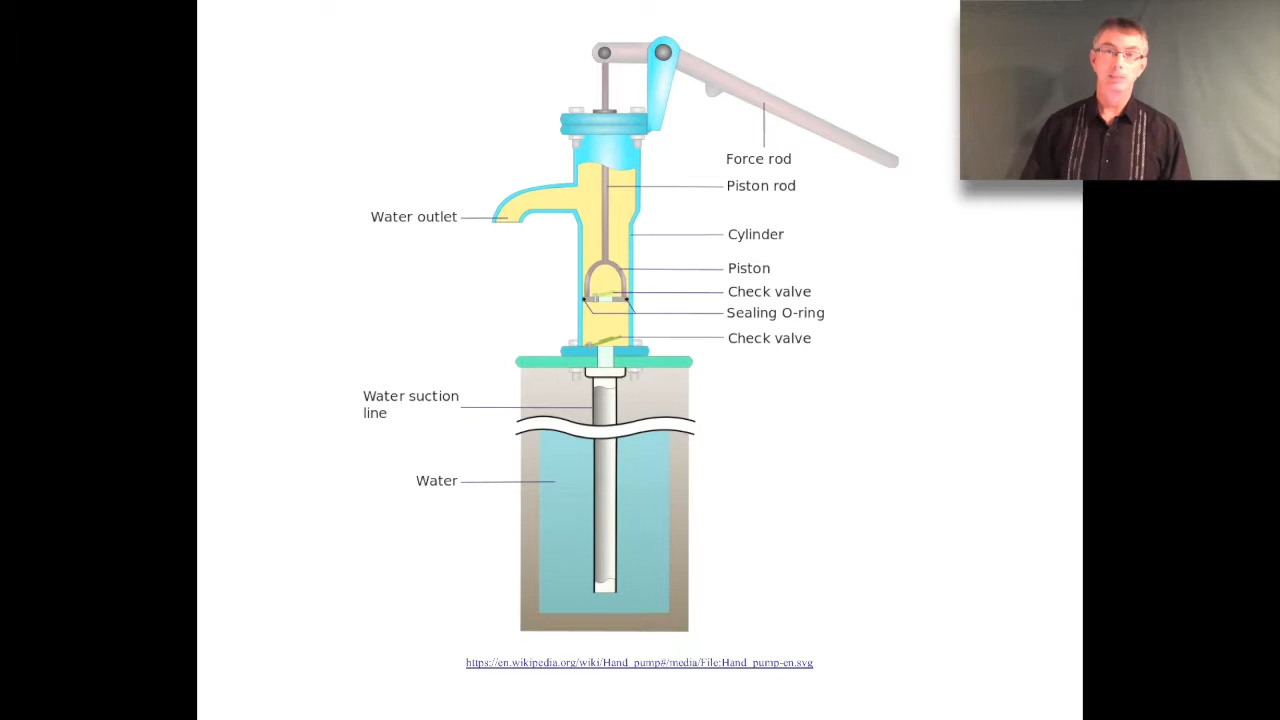 Force rod
Piston rod
Water outlet
Cylinder
Piston
Check valve
Sealing O-ring
Check valve
Water suction
line
Water
https://en.wikipedia.org/wiki/Hand_pump#/media/File:Hand_pump-en.svg